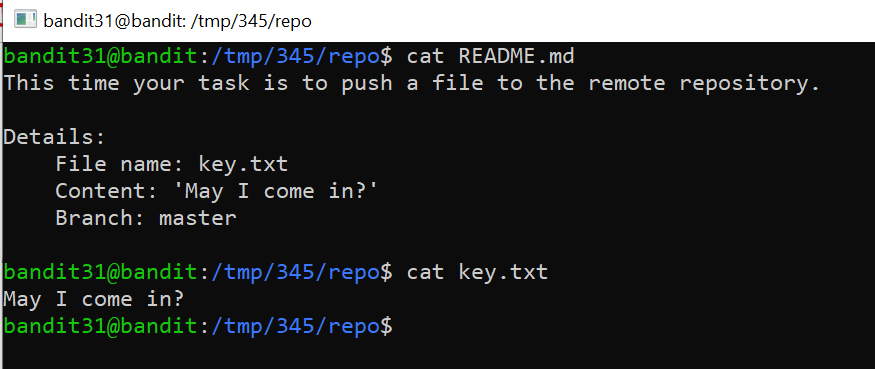 bandit31@bandit: /tmp/345/repo
bandit31@bandit:/tmp/345/repo$ cat README.md
This time your task is to push a file to the remote repository.
Details:
    File name: key.txt
    Content: 'May I come in?'
    Branch: master
bandit31@bandit:/tmp/345/repo$ cat key.txt
May I come in?
bandit31@bandit:/tmp/345/repo$